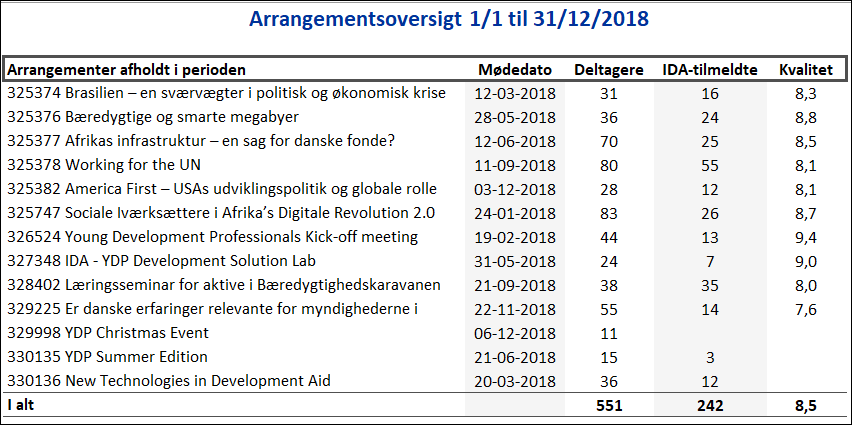 Arrangementsoversigt 1/1 til 31/12/2018
Arrangementer afholdt i perioden Mødedato Deltagere IDA-tilmeldte Kvalitet
325374 Brasilien – en sværvægter i politisk og økonomisk krise 12-03-2018 31 16 8,3
325376 Bæredygtige og smarte megabyer 28-05-2018 36 24 8,8
325377 Afrikas infrastruktur – en sag for danske fonde? 12-06-2018 70 25 8,5
325378 Working for the UN 11-09-2018 80 55 8,1
325382 America First – USAs udviklingspolitik og globale rolle 03-12-2018 28 12 8,1
325747 Sociale Iværksættere i Afrika's Digitale Revolution 2.0 24-01-2018 83 26 8,7
326524 Young Development Professionals Kick-off meeting 19-02-2018 44 13 9,4
327348 IDA - YDP Development Solution Lab 31-05-2018 24 7 9,0
328402 Læringsseminar for aktive i Bæredygtighedskaravanen 21-09-2018 38 35 8,0
329225 Er danske erfaringer relevante for myndighederne i 22-11-2018 55 14 7,6
329998 YDP Christmas Event 06-12-2018 11
330135 YDP Summer Edition 21-06-2018 15 3
330136 New Technologies in Development Aid 20-03-2018 36 12
I alt 551 242 8,5